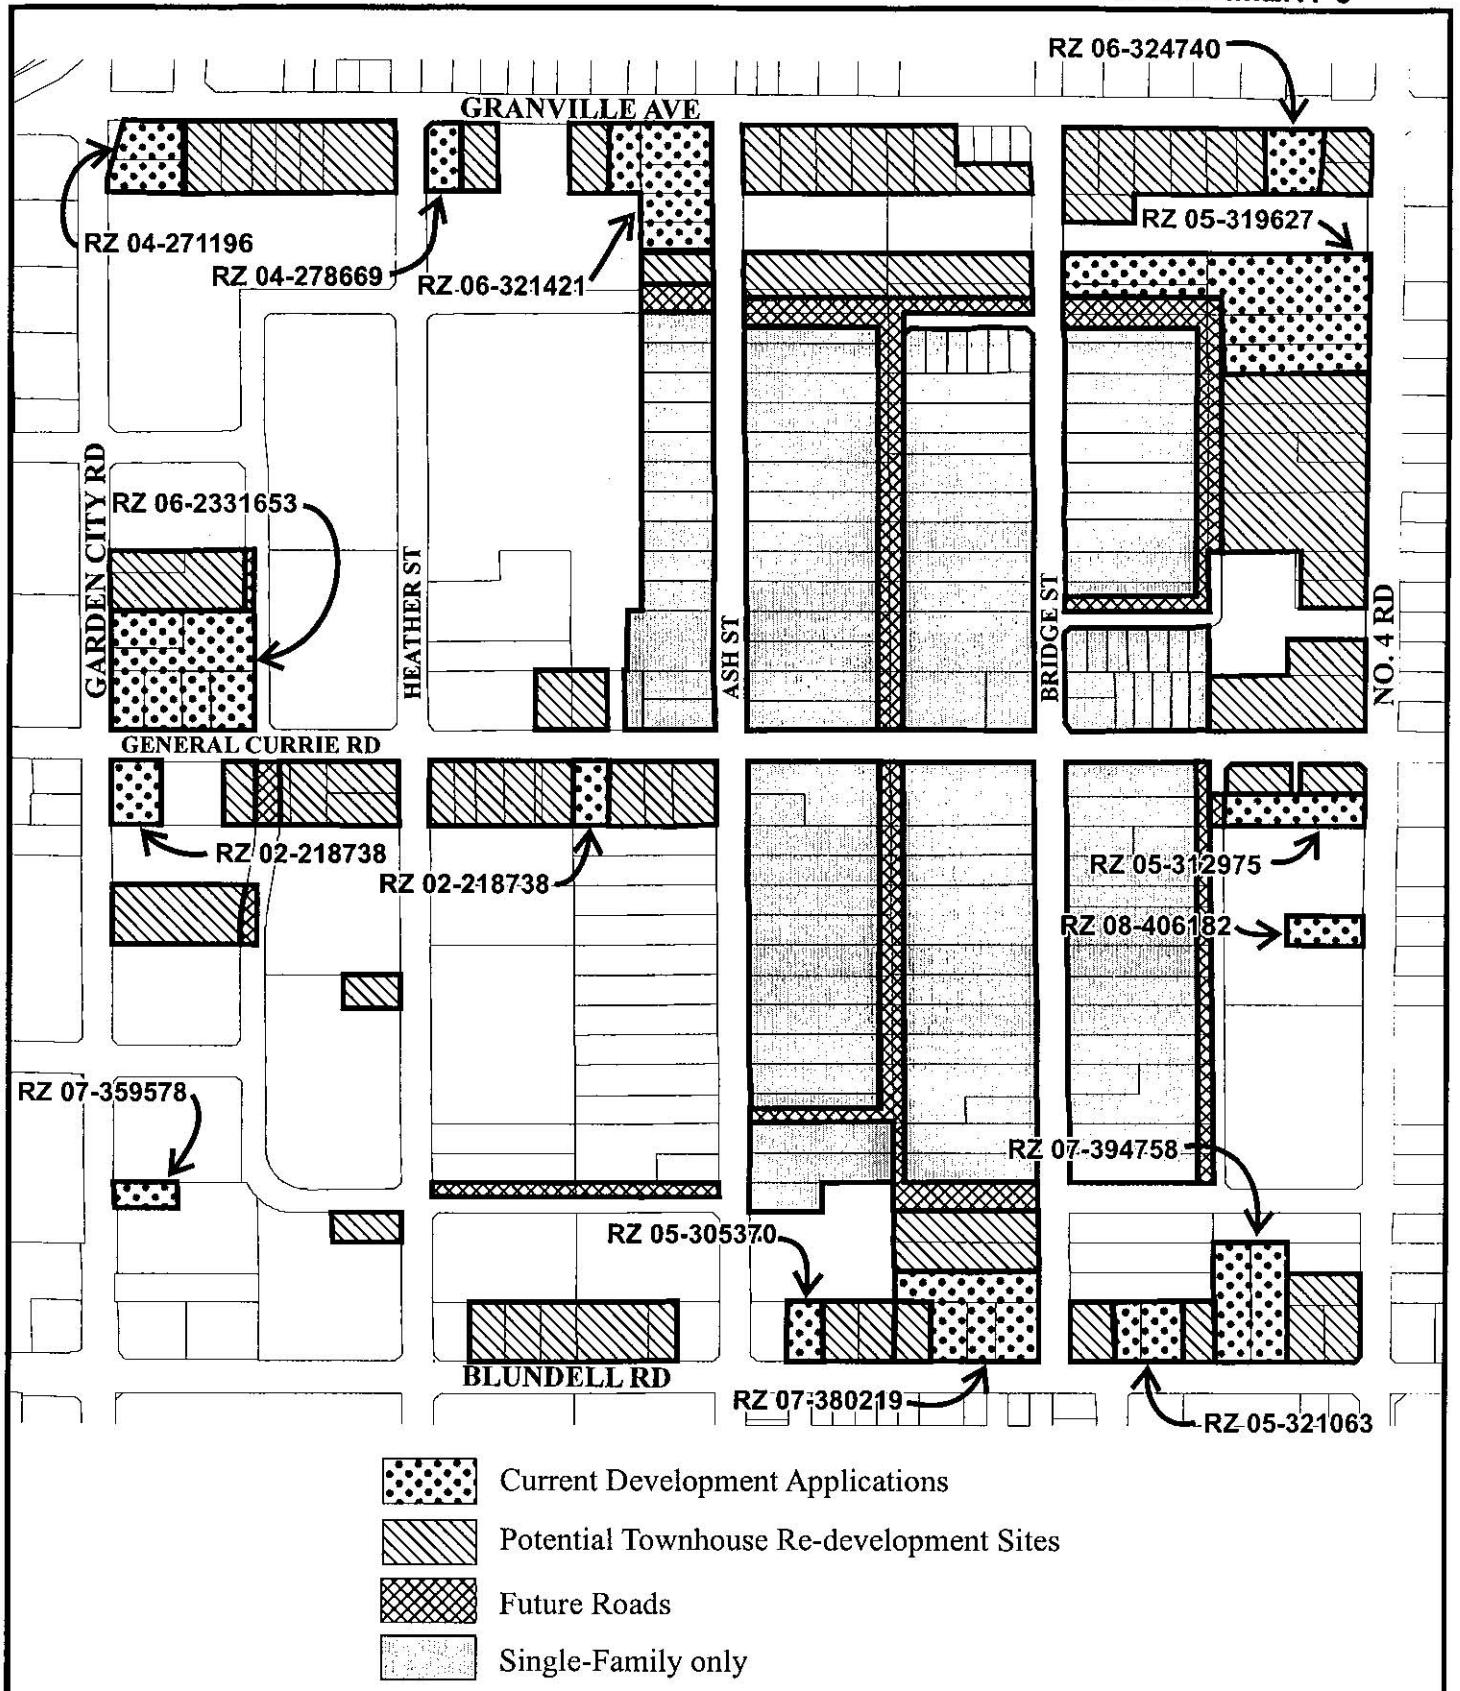 RZ 06-324740
GRANVILLE AVE
RZ 05-319627
RZ 04-271196
RZ 04-278669
RZ 06-321421
GARDEN CITY RD
RZ 06-2331653
HEATHER ST
ASH ST
BRIDGE ST
NO. 4 RD
GENERAL CURRIE RD
RZ 02-218738
RZ 02-218738
RZ 05-312975
RZ 08-406182
RZ 07-359578
RZ 07-394758
RZ 05-305370
BLUNDELL RD
RZ 07-380219
RZ 05-321063
Current Development Applications
Potential Townhouse Re-development Sites
Future Roads
Single-Family only